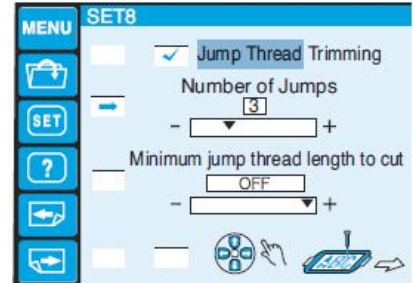 MENU
SET8
Jump Thread Trimming
Number of Jumps
3
- +
SET
Minimum jump thread length to cut
?
OFF
- +
ABC